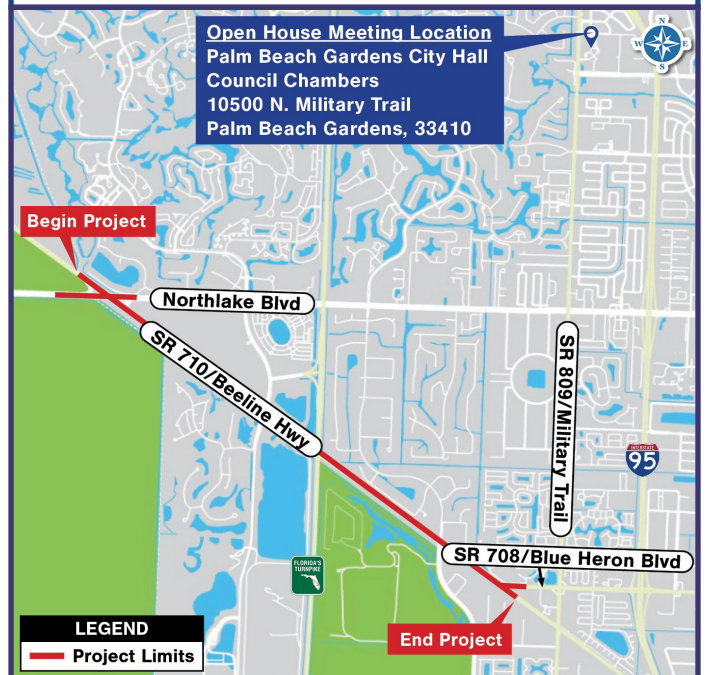 Open House Meeting Location
Palm Beach Gardens City Hall
Council Chambers
10500 N. Military Trail
Palm Beach Gardens, 33410
N
W E
S
Begin Project
Northlake Blvd
SR 710/Beeline Hwy
SR 809/Military Trail
INTERSTATE
95
SR 708/Blue Heron Blvd
FLORIDA'S
TURNPIKE
End Project
LEGEND
Project Limits